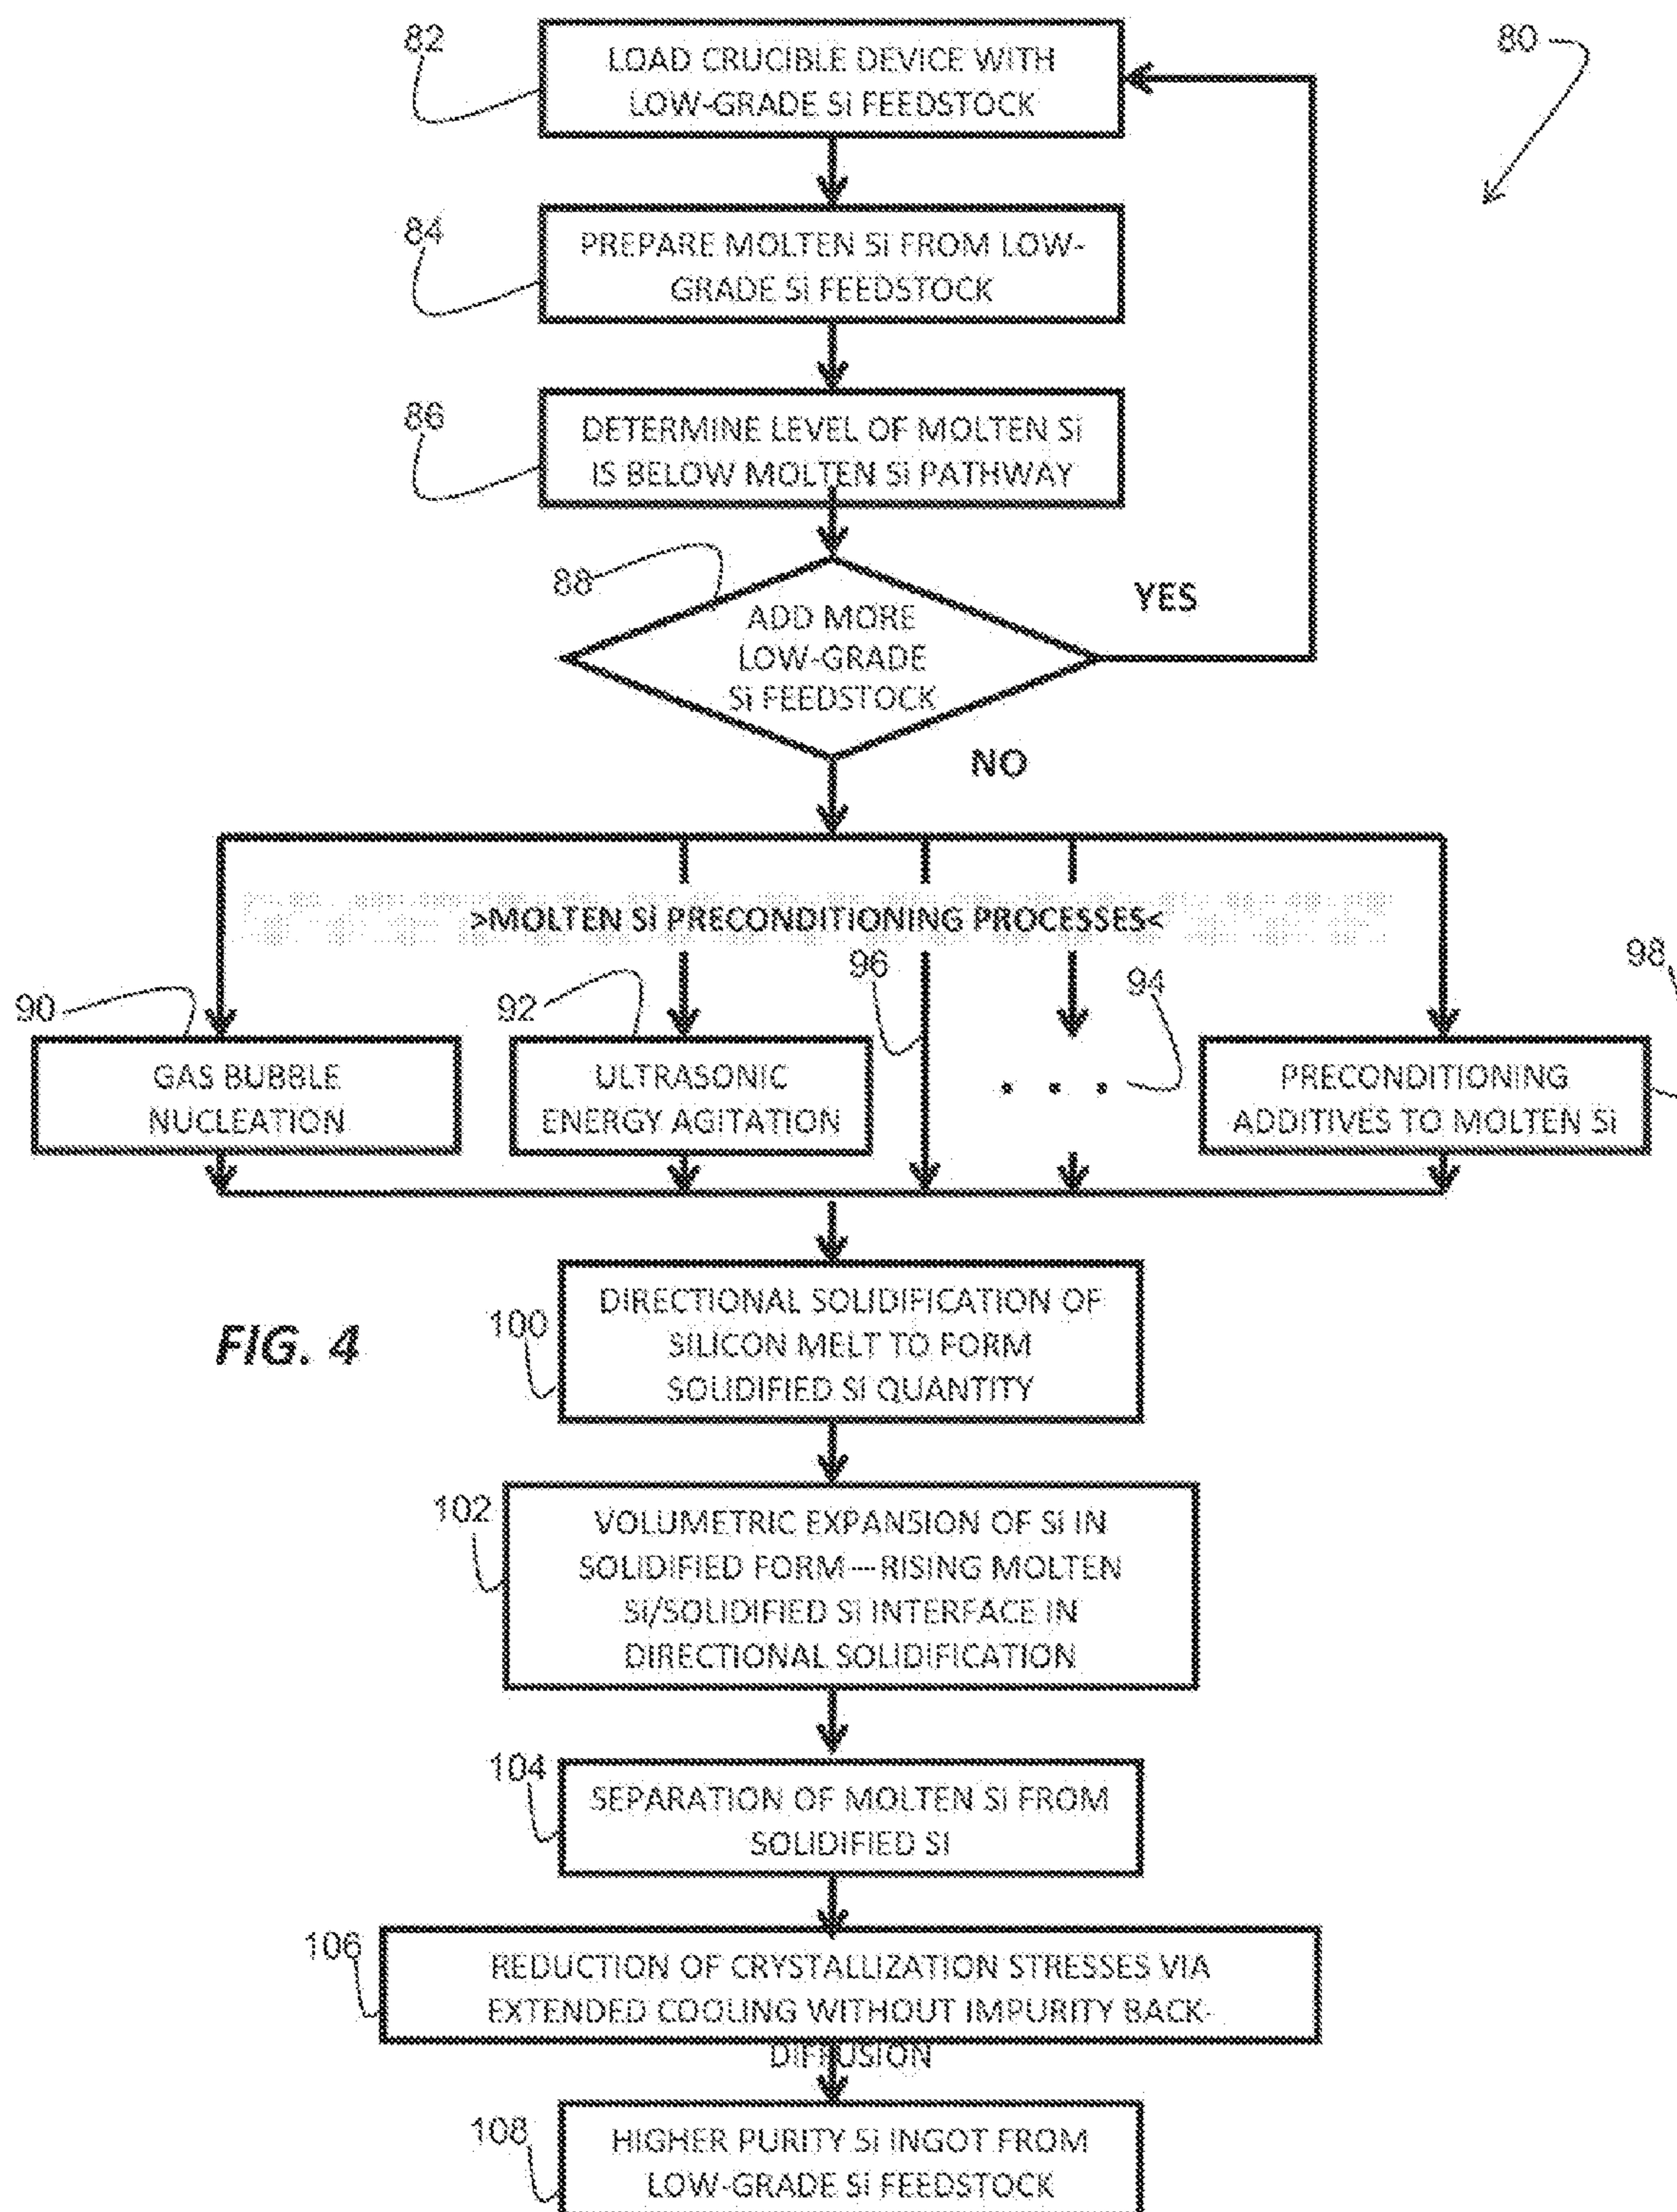 82
80
LOAD CRUCIBLE DEVICE WITH
LOW-GRADE Si FEEDSTOCK
84
PREPARE MOLTEN Si FROM LOW-
GRADE Si FEEDSTOCK
86
DETERMINE LEVEL OF MOLTEN Si
IS BELOW MOLTEN Si PATHWAY
88
YES
ADD MORE
LOW-GRADE
Si FEEDSTOCK
NO
>MOLTEN Si PRECONDITIONING PROCESSES<
90
92
96
94
98
GAS BUBBLE
NUCLEATION
ULTRASONIC
ENERGY AGITATION
. . .
PRECONDITIONING
ADDITIVES TO MOLTEN Si
FIG. 4
100
DIRECTIONAL SOLIDIFICATION OF
SILICON MELT TO FORM
SOLIDIFIED Si QUANTITY
102
VOLUMETRIC EXPANSION OF Si IN
SOLIDIFIED FORM---RISING MOLTEN
Si/SOLIDIFIED Si INTERFACE IN
DIRECTIONAL SOLIDIFICATION
104
SEPARATION OF MOLTEN Si FROM
SOLIDIFIED Si
106
REDUCTION OF CRYSTALLIZATION STRESSES VIA
EXTENDED COOLING WITHOUT IMPURITY BACK-
DIFFUSION
108
HIGHER PURITY Si INGOT FROM
LOW-GRADE Si FEEDSTOCK